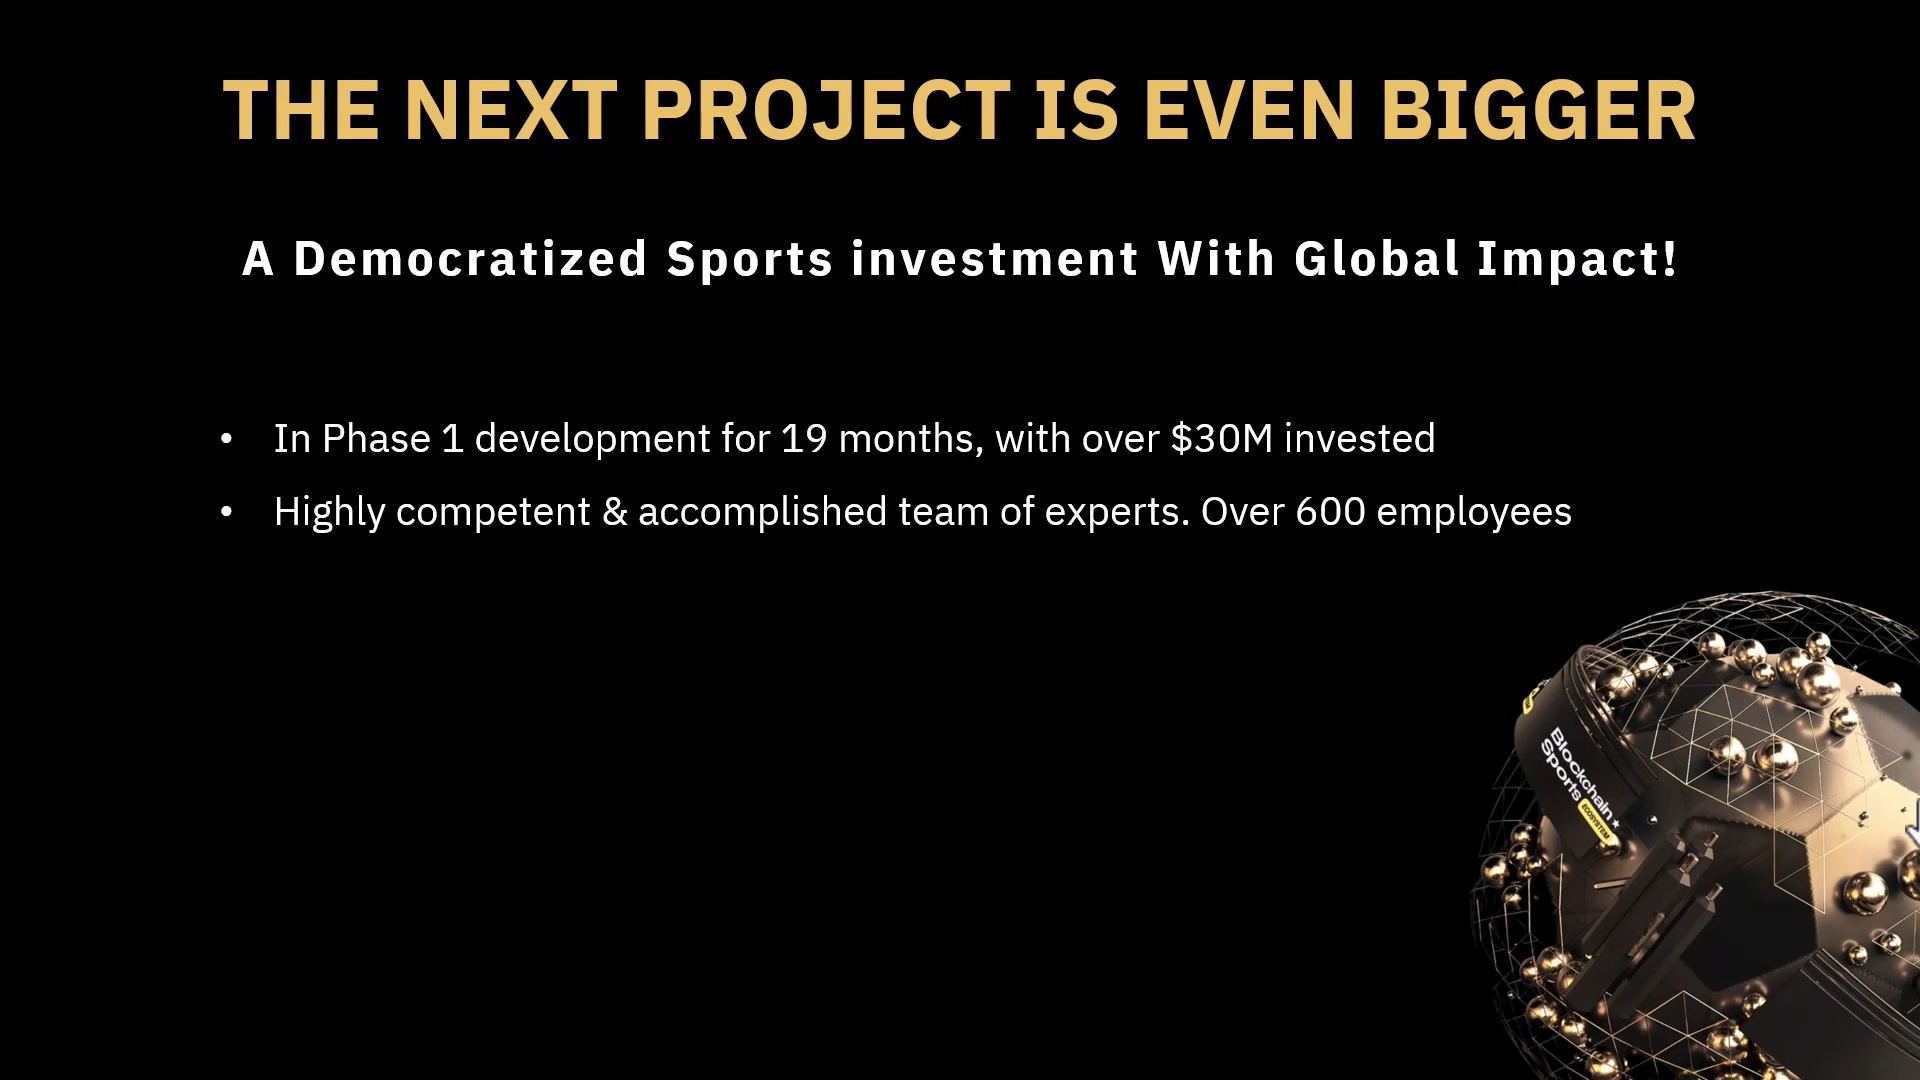 THE NEXT PROJECT IS EVEN BIGGER
A Democratized Sports investment With Global Impact!
• In Phase 1 development for 19 months, with over $30M invested
• Highly competent & accomplished team of experts. Over 600 employees
Blockchain
Sports
ECOSYSTEM